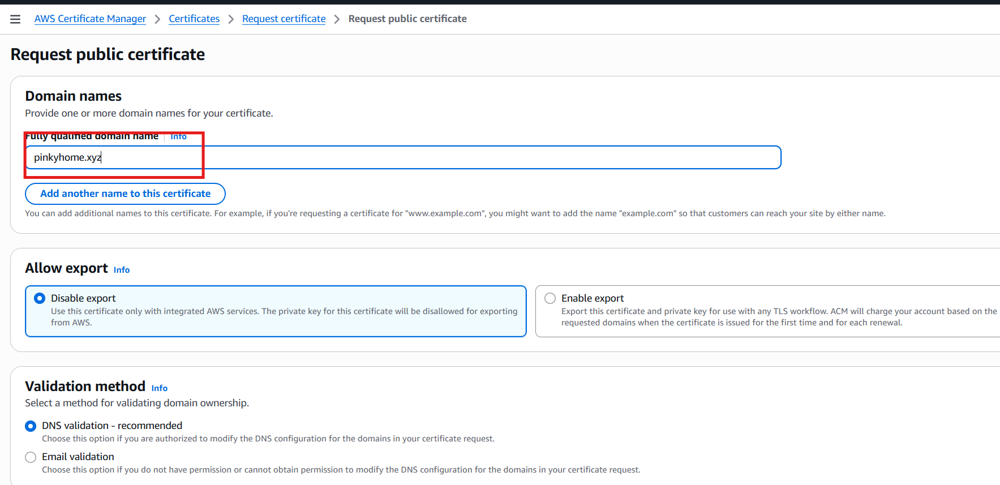 AWS Certificate Manager > Certificates > Request certificate > Request public certificate
Request public certificate
Domain names
Provide one or more domain names for your certificate.
Fully qualified domain name | Info
pinkyhome.xyz
Add another name to this certificate
You can add additional names to this certificate. For example, if you're requesting a certificate for "www.example.com", you might want to add the name "example.com" so that customers can reach your site by either name.
Allow export Info
Disable export
Use this certificate only with integrated AWS services. The private key for this certificate will be disallowed for exporting
from AWS.
Enable export
Export this certificate and private key for use with any TLS workflow. ACM will charge your account based on the
requested domains when the certificate is issued for the first time and for each renewal.
Validation method Info
Select a method for validating domain ownership.
DNS validation - recommended
Choose this option if you are authorized to modify the DNS configuration for the domains in your certificate request.
Email validation
Choose this option if you do not have permission or cannot obtain permission to modify the DNS configuration for the domains in your certificate request.